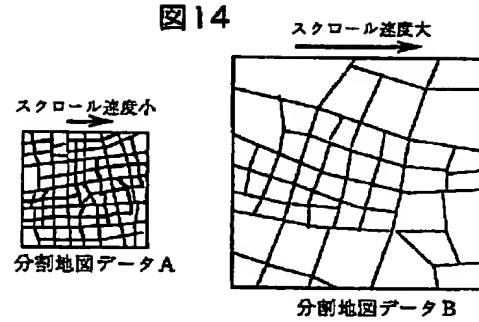 図14
スクロール速度大
スクロール速度小
分割地図データA
分割地図データB